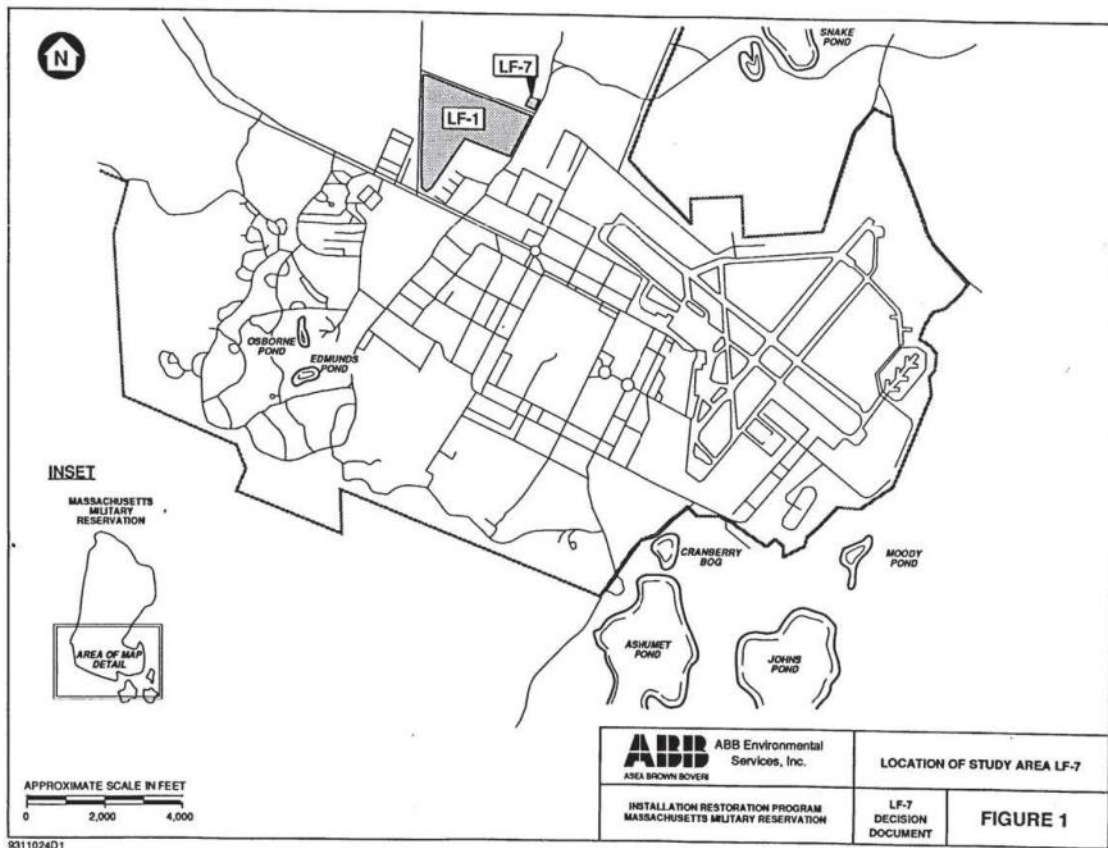 N
SNAKE
POND
LF-7
LF-1
OSBORNE
POND
EDMUNDS
POND
INSET
MASSACHUSETTS
MILITARY
RESERVATION
AREA OF MAP
DETAIL
CRANBERRY
BOG
MOODY
POND
ASHUMET
POND
JOHNS
POND
APPROXIMATE SCALE IN FEET
0 2,000 4,000
ABB
ASEA BROWN BOVERI
ABB Environmental
Services, Inc.
LOCATION OF STUDY AREA LF-7
INSTALLATION RESTORATION PROGRAM
MASSACHUSETTS MILITARY RESERVATION
LF-7
DECISION
DOCUMENT
FIGURE 1
9311024D1